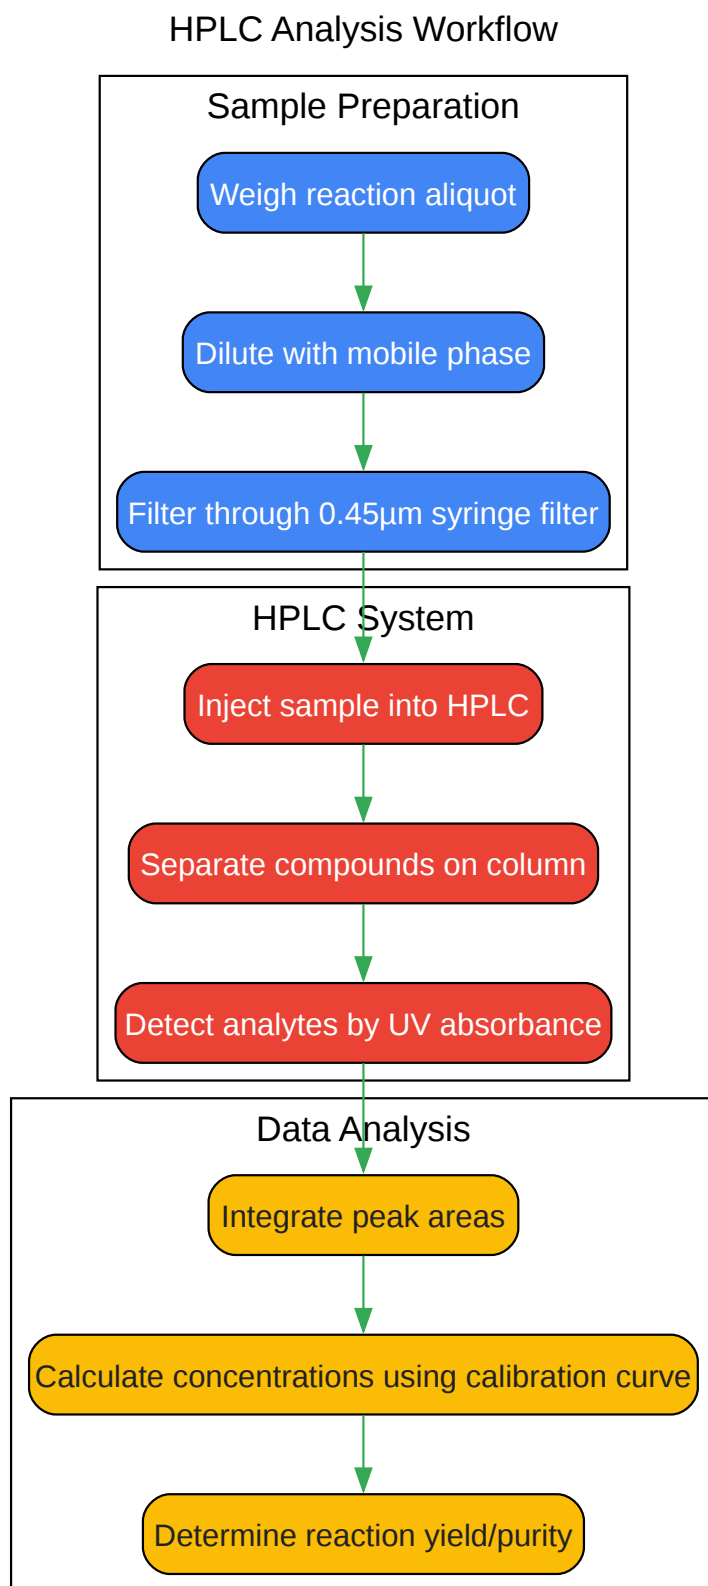 HPLC Analysis Workflow
Sample Preparation
Weigh reaction aliquot
Dilute with mobile phase
Filter through 0.45µm syringe filter
HPLC System
Inject sample into HPLC
Separate compounds on column
Detect analytes by UV absorbance
Data Analysis
Integrate peak areas
Calculate concentrations using calibration curve
Determine reaction yield/purity